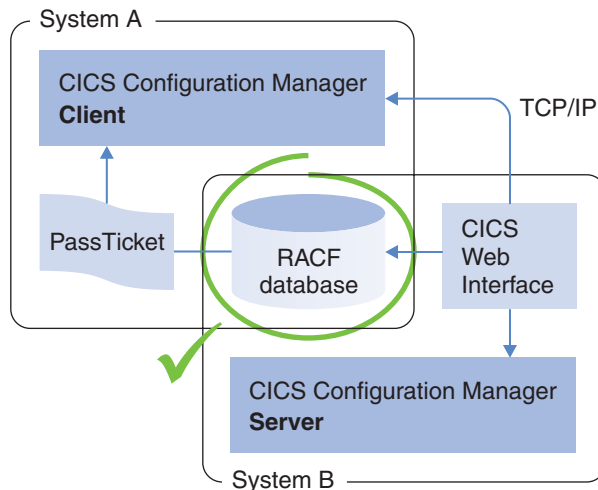 System A
CICS Configuration Manager
Client
TCP/IP
PassTicket
RACF
database
CICS
Web
Interface
CICS Configuration Manager
Server
System B